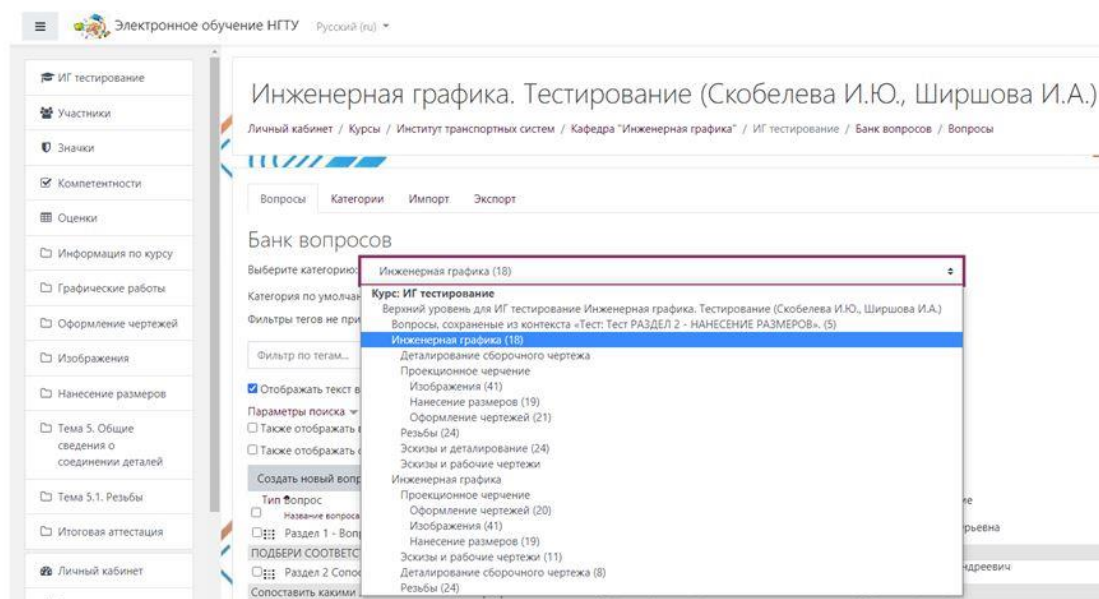 Электронное обучение НГТУ
Русский (ru)
ИГ тестирование
Участники
Значки
Компетентности
Оценки
Информация по курсу
Графические работы
Оформление чертежей
Изображения
Нанесение размеров
Тема 5. Общие
сведения о
соединении деталей
Тема 5.1. Резьбы
Итоговая аттестация
Личный кабинет
Инженерная графика. Тестирование (Скобелева И.Ю., Ширшова И.А.)
Личный кабинет / Курсы / Институт транспортных систем / Кафедра "Инженерная графика" / ИГ тестирование / Банк вопросов / Вопросы
Вопросы Категории Импорт Экспорт
Банк вопросов
Выберите категорию: Инженерная графика (18)
Категория по умолчан
Фильтры тегов не при
Фильтр по тегам...
Отображать текст в
Параметры поиска
Также отображать
Также отображать
Создать новый вопр
Тип Вопрос
Название вопроса
Раздел 1 - Вопр
ПОДБЕРИ СООТВЕТС
Раздел 2 Сопос
Сопоставить какими
Курс: ИГ тестирование
Верхний уровень для ИГ тестирование Инженерная графика. Тестирование (Скобелева И.Ю., Ширшова И.А.)
Вопросы, сохраненые из контекста «Тест: Тест РАЗДЕЛ 2 - НАНЕСЕНИЕ РАЗМЕРОВ». (5)
Инженерная графика (18)
Деталирование сборочного чертежа
Проекционное черчение
Изображения (41)
Нанесение размеров (19)
Оформление чертежей (21)
Резьбы (24)
Эскизы и деталирование (24)
Эскизы и рабочие чертежи
Инженерная графика
Проекционное черчение
Оформление чертежей (20)
Изображения (41)
Нанесение размеров (19)
Эскизы и рабочие чертежи (11)
Деталирование сборочного чертежа (8)
Резьбы (24)
ие
рьевна
ндреевич